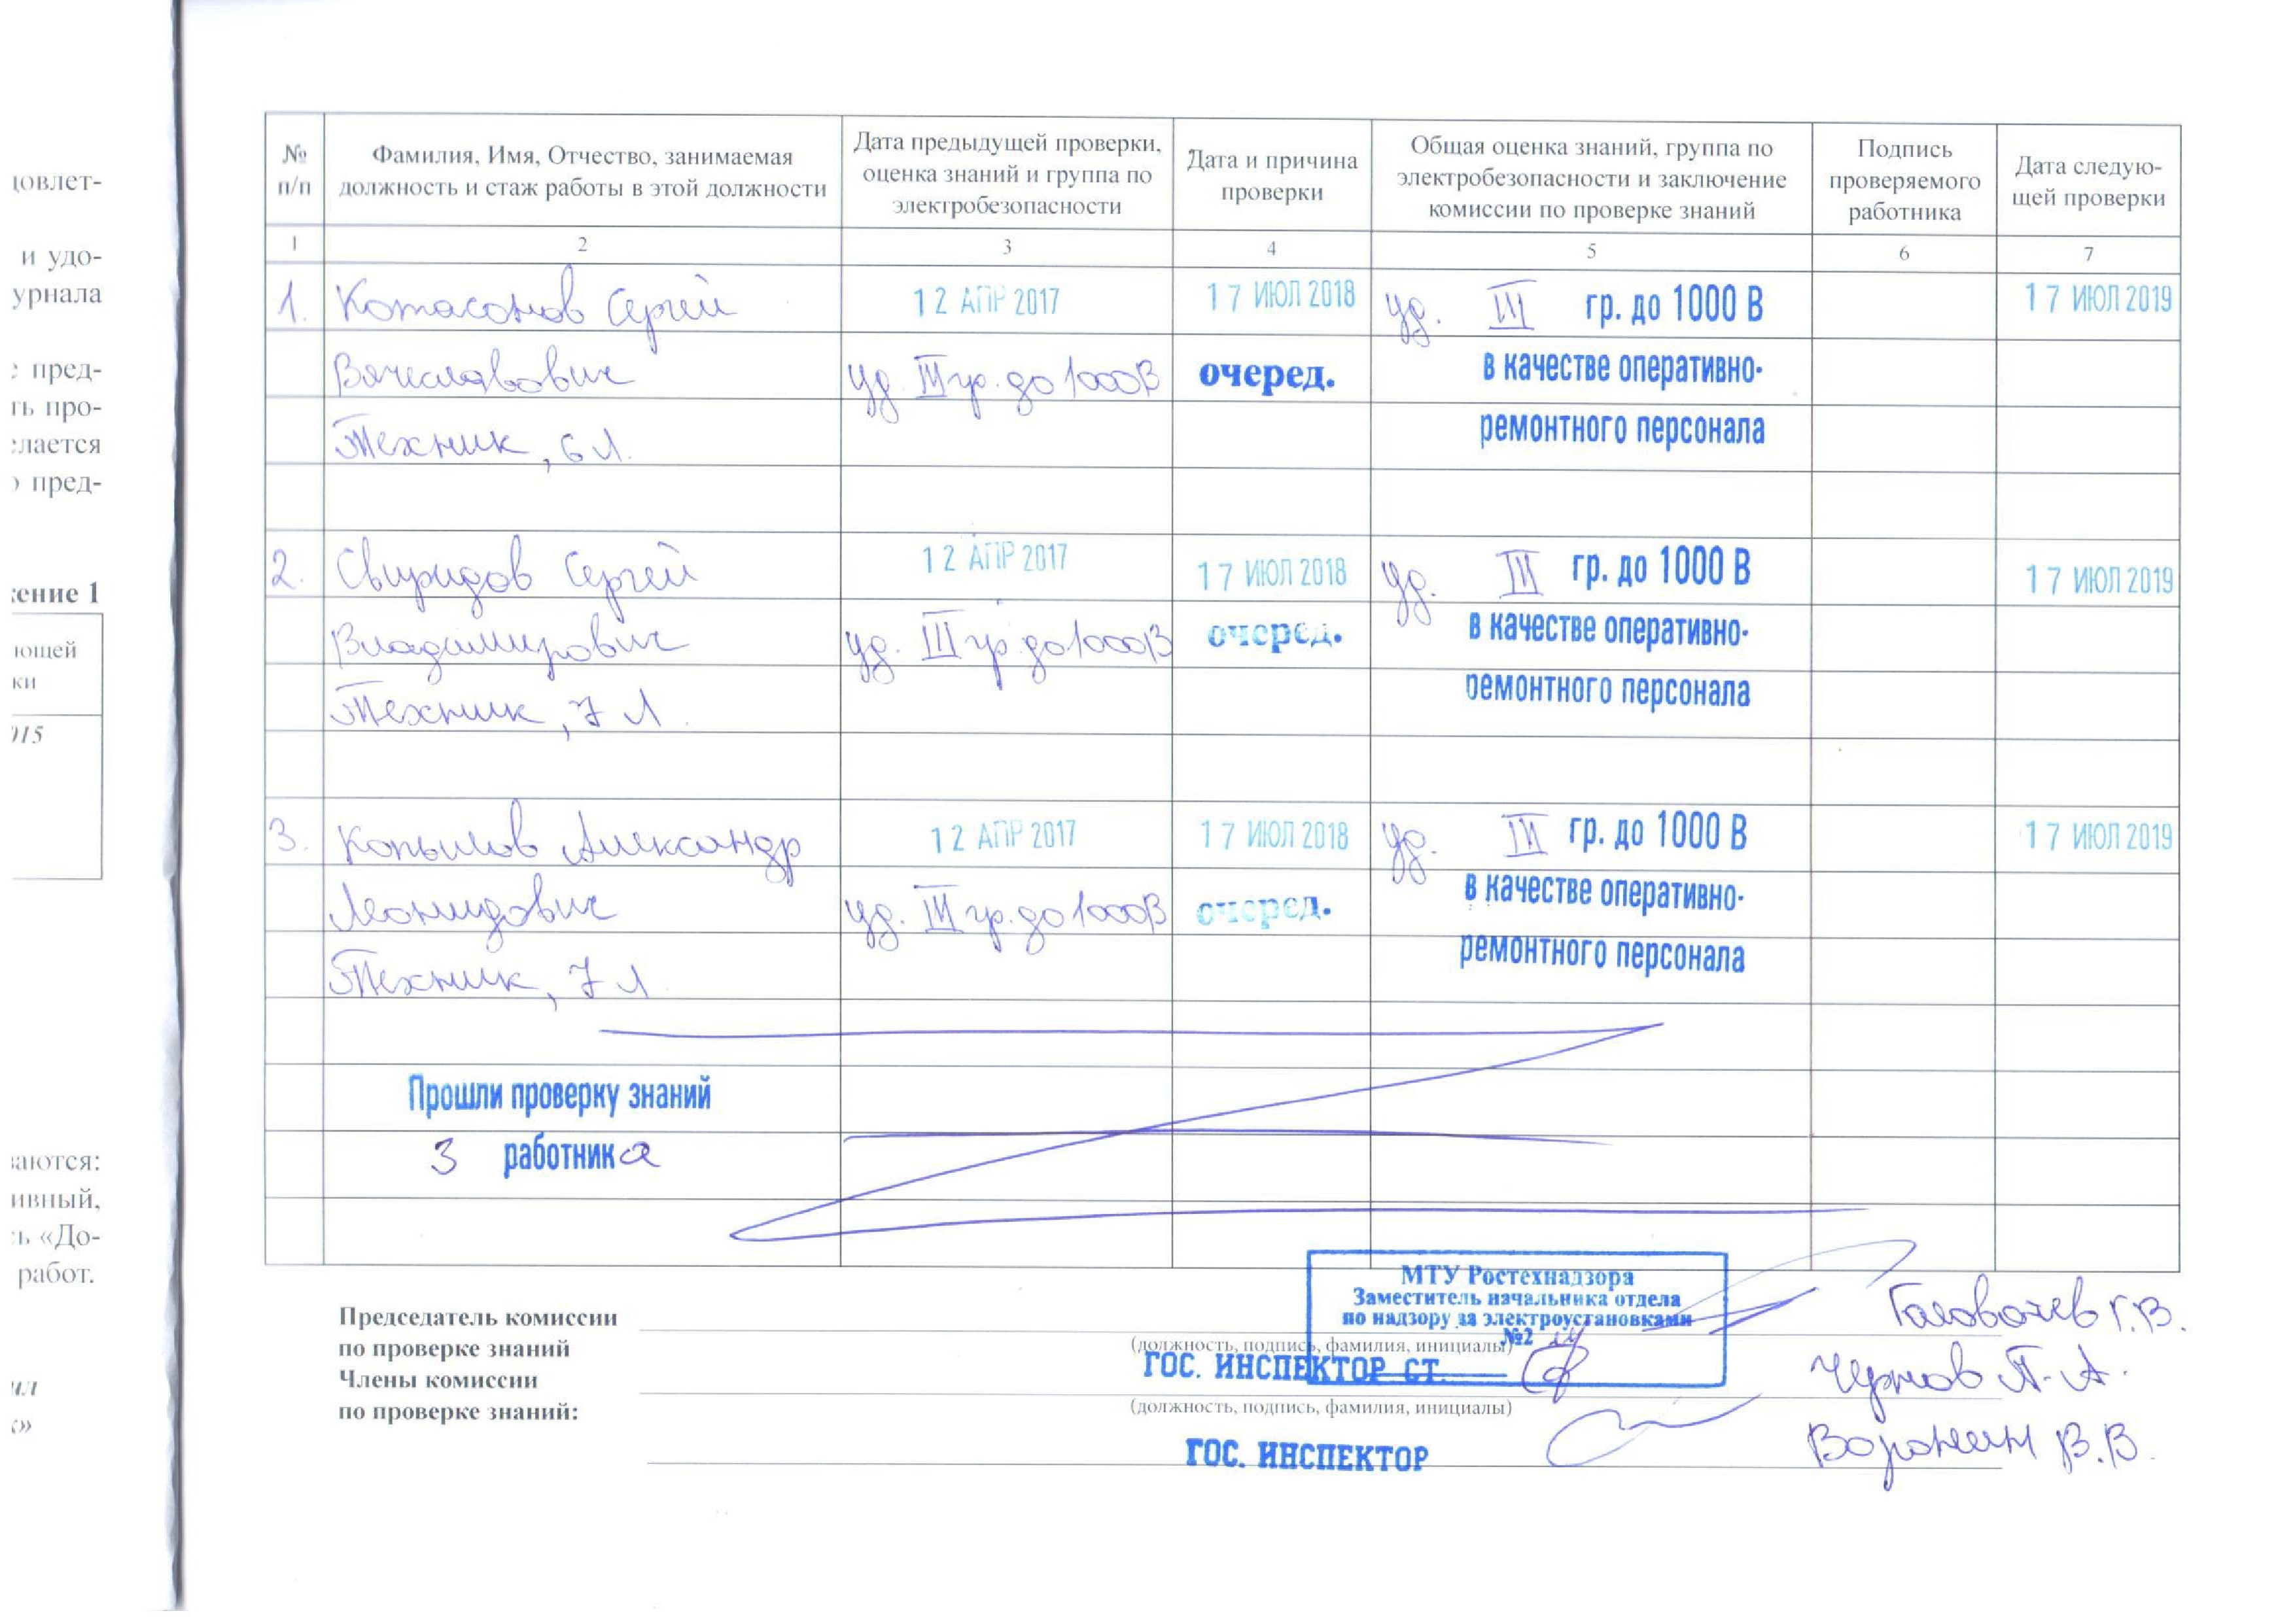 довлет-
и удо-
урнала
пред-
ть про-
лается
пред-
ение 1
ющей
ки
015
аются:
ивный,
«До-
работ.
№ п/п
Фамилия, Имя, Отчество, занимаемая
должность и стаж работы в этой должности
Дата предыдущей проверки,
оценка знаний и группа по
электробезопасности
Дата и причина
проверки
Общая оценка знаний, группа по
электробезопасности и заключение
комиссии по проверке знаний
Подпись
проверяемого
работника
Дата следую-
щей проверки
1 2 3 4 5 6 7
1. Котасонов Сергей 12 АПР 2017 17 ИЮЛ 2018 уд. III гр. до 1000 В 17 ИЮЛ 2019
Вячеславович уд. III гр. до 1000В очеред. в качестве оперативно-
Техник, 6 л. ремонтного персонала
2. Свиридов Сергей 12 АПР 2017 17 ИЮЛ 2018 уд. III гр. до 1000 В 17 ИЮЛ 2019
Владимирович уд. III гр. до 1000В очеред. в качестве оперативно-
Техник, 7 л. ремонтного персонала
3. Копылов Александр 12 АПР 2017 17 ИЮЛ 2018 уд. III гр. до 1000 В 17 ИЮЛ 2019
Леонидович уд. III гр. до 1000В очеред. в качестве оперативно-
Техник, 7 л ремонтного персонала
Прошли проверку знаний
3 работника
МТУ Ростехнадзора
Заместитель начальника отдела
по надзору за электроустановками
№2
Председатель комиссии
по проверке знаний
Г.В.
(должность, подпись, фамилия, инициалы)
Члены комиссии
по проверке знаний:
ГОС. ИНСПЕКТОР СТ. Чернов П.А.
(должность, подпись, фамилия, инициалы)
ГОС. ИНСПЕКТОР Воронин В.В.